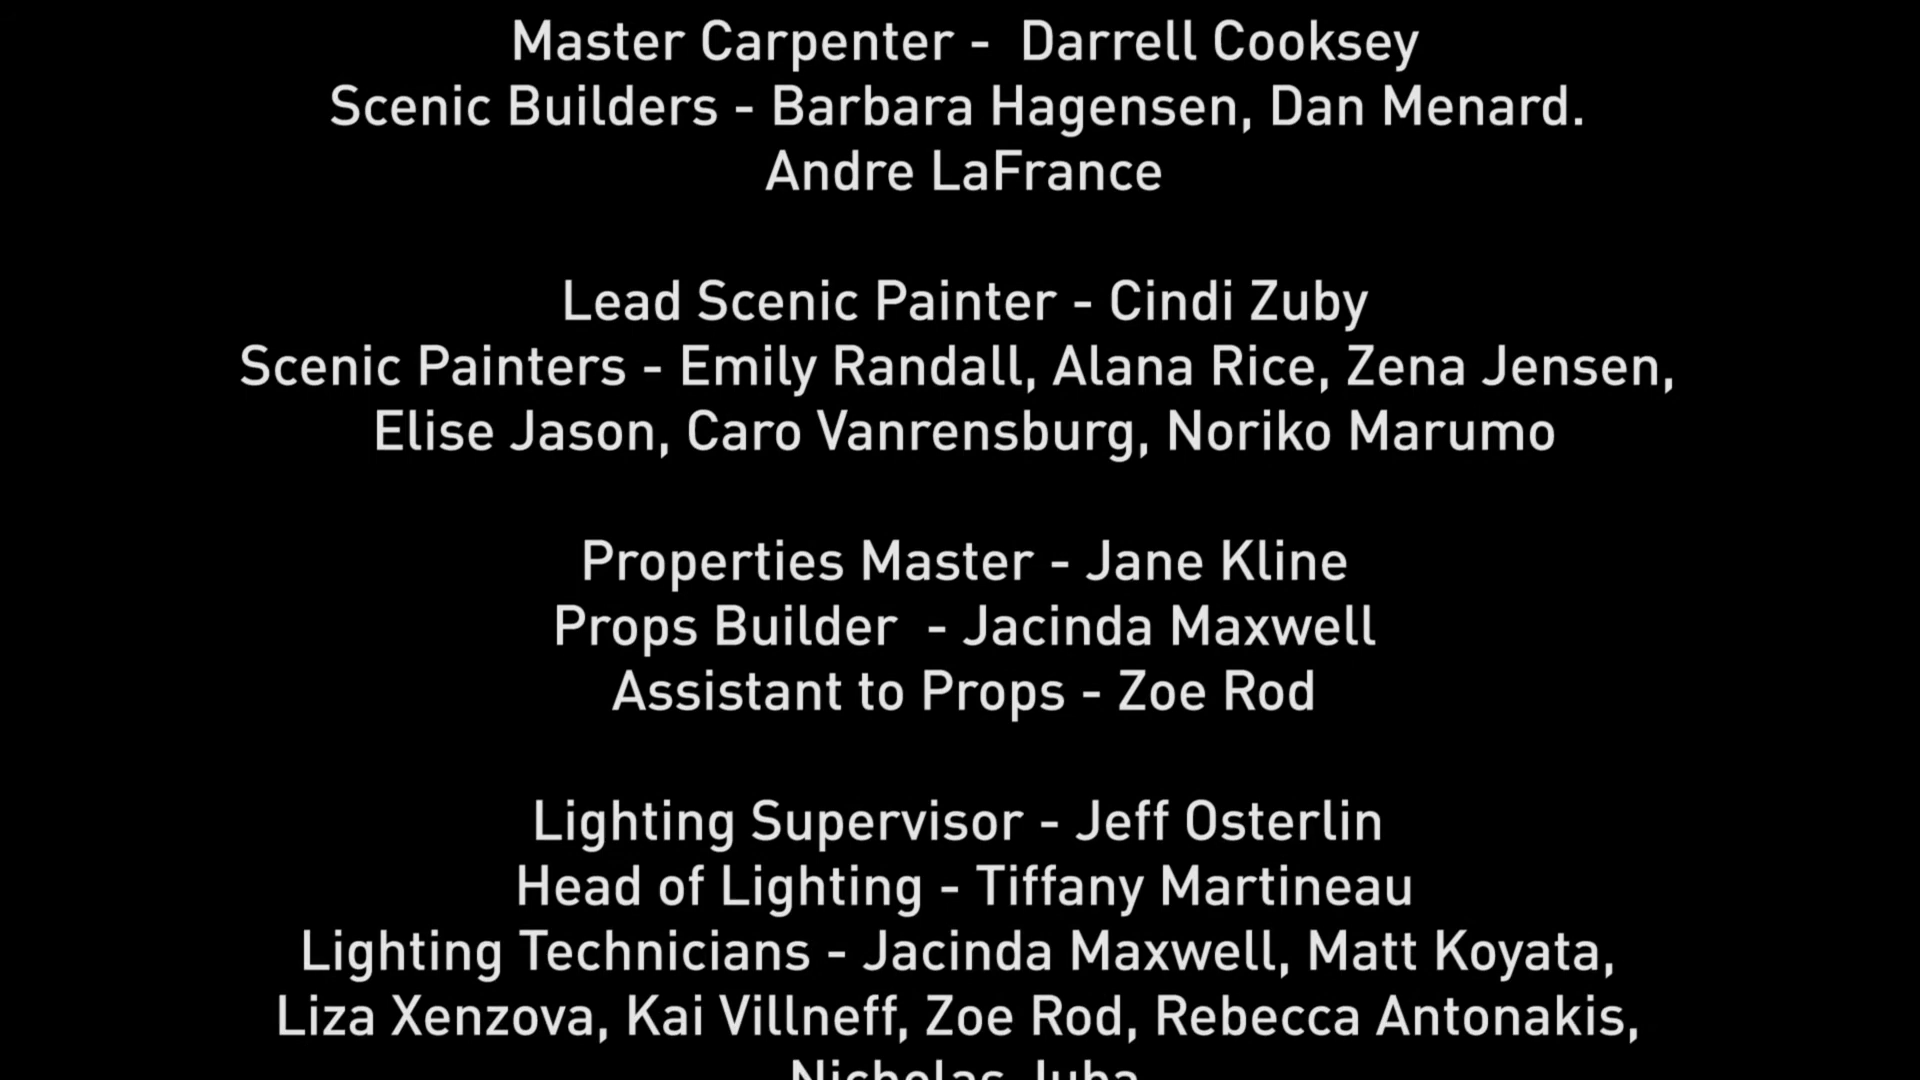 Master Carpenter -  Darrell Cooksey
Scenic Builders - Barbara Hagensen, Dan Menard.
Andre LaFrance
Lead Scenic Painter - Cindi Zuby
Scenic Painters - Emily Randall, Alana Rice, Zena Jensen,
Elise Jason, Caro Vanrensburg, Noriko Marumo
Properties Master - Jane Kline
Props Builder  - Jacinda Maxwell
Assistant to Props - Zoe Rod
Lighting Supervisor - Jeff Osterlin
Head of Lighting - Tiffany Martineau
Lighting Technicians - Jacinda Maxwell, Matt Koyata,
Liza Xenzova, Kai Villneff, Zoe Rod, Rebecca Antonakis,
Nicholas